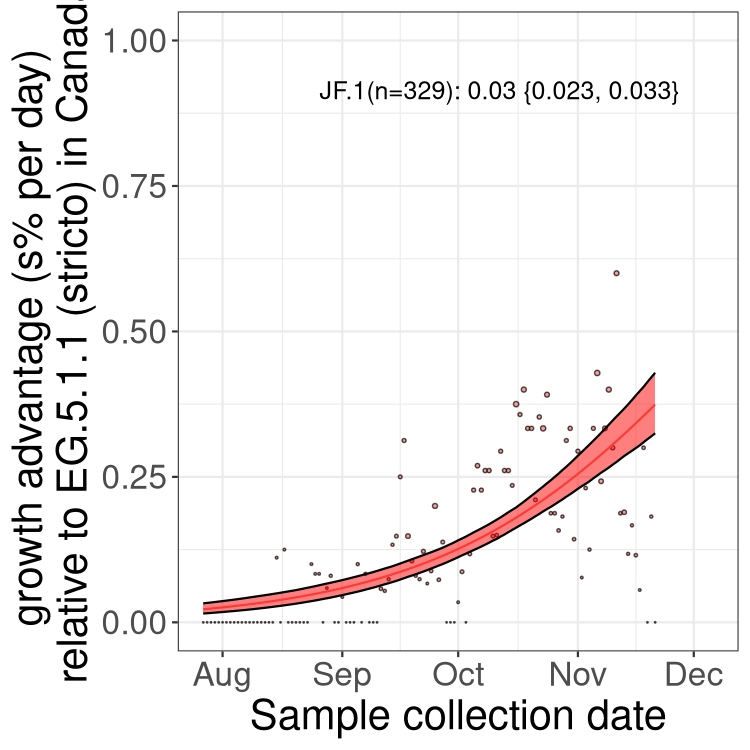 growth advantage (s% per day)
relative to EG.5.1.1 (stricto) in Canada
1.00
0.75
0.50
0.25
0.00
JF.1(n=329): 0.03 {0.023, 0.033}
Aug Sep Oct Nov Dec
Sample collection date